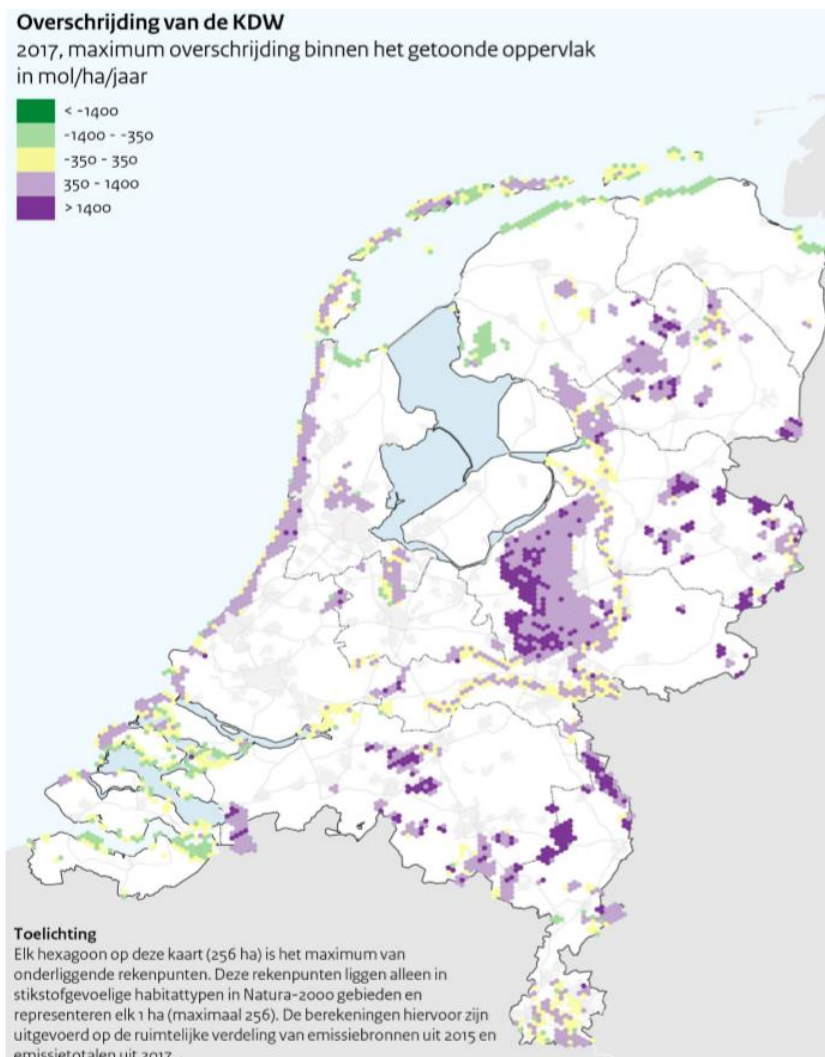 Overschrijding van de KDW
2017, maximum overschrijding binnen het getoonde oppervlak
in mol/ha/jaar
< -1400
-1400 - -350
-350 - 350
350 - 1400
> 1400
Toelichting
Elk hexagoon op deze kaart (256 ha) is het maximum van
onderliggende rekenpunten. Deze rekenpunten liggen alleen in
stikstofgevoelige habitattypen in Natura-2000 gebieden en
representeren elk 1 ha (maximaal 256). De berekeningen hiervoor zijn
uitgevoerd op de ruimtelijke verdeling van emissiebronnen uit 2015 en
emissietotalen uit 2017